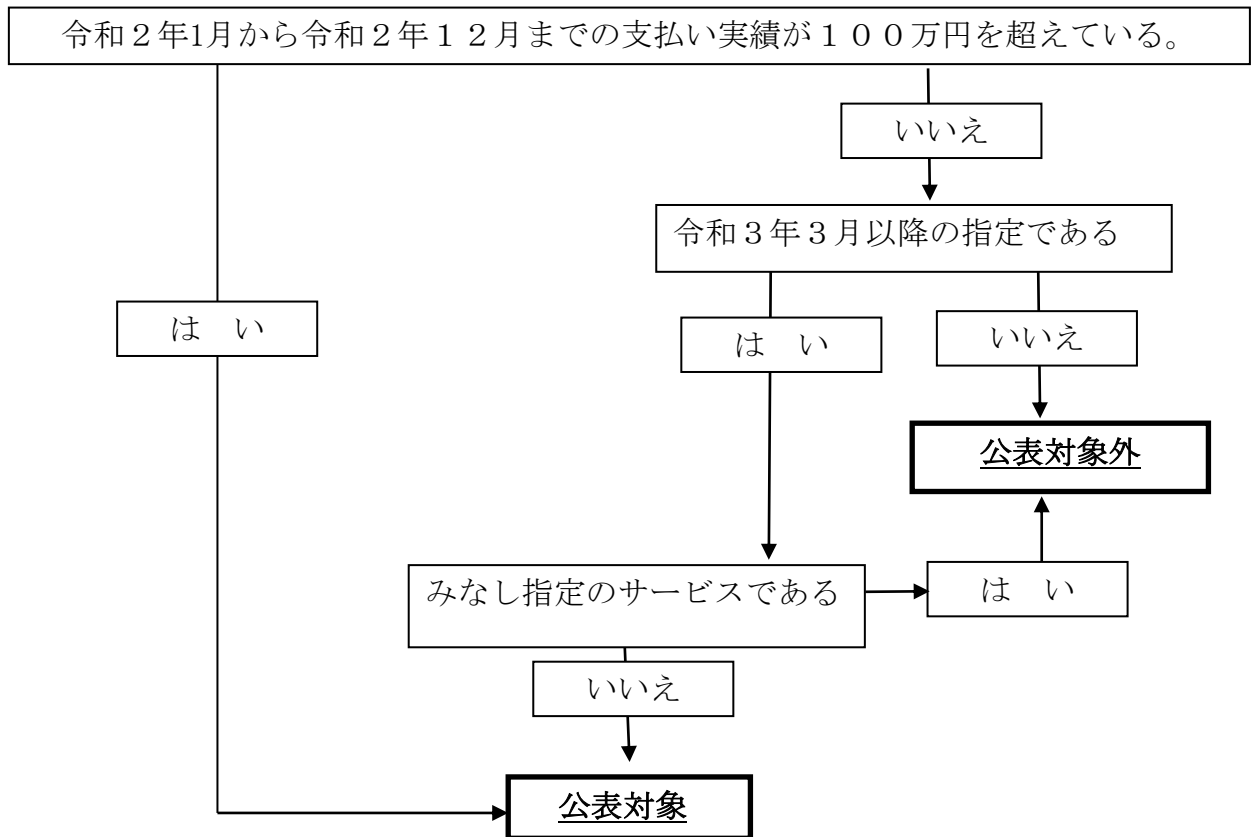 令和２年1月から令和２年１２月までの支払い実績が１００万円を超えている。
いいえ
令和３年３月以降の指定である
は　い
は　い
いいえ
公表対象外
みなし指定のサービスである
は　い
いいえ
公表対象